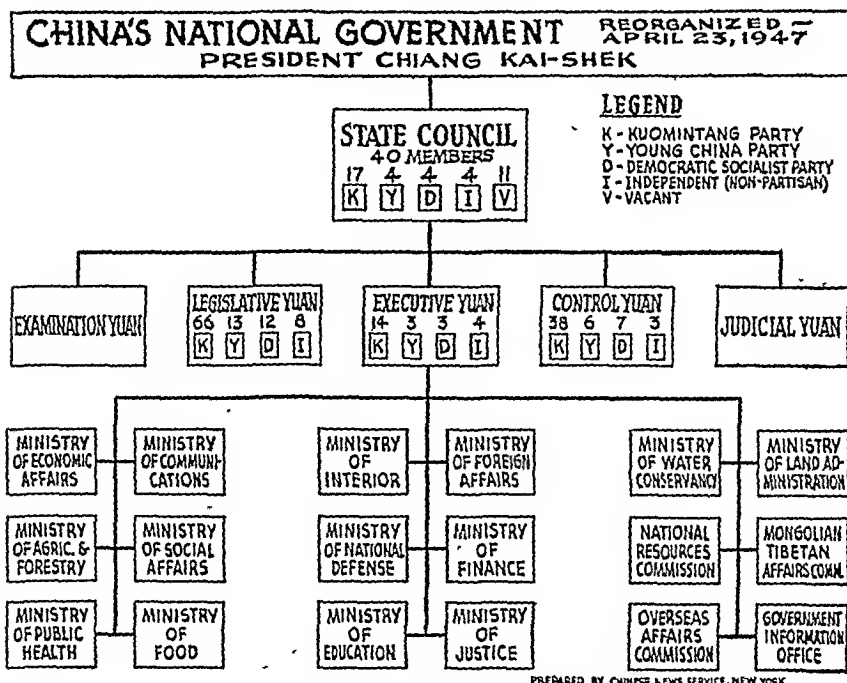 CHINA'S NATIONAL GOVERNMENT REORGANIZED –
APRIL 23, 1947
PRESIDENT CHIANG KAI-SHEK
STATE COUNCIL
40 MEMBERS
17 4 4 4 11
K Y D I V
LEGEND
K - KUOMINTANG PARTY
Y - YOUNG CHINA PARTY
D - DEMOCRATIC SOCIALIST PARTY
I - INDEPENDENT (NON-PARTISAN)
V - VACANT
EXAMINATION YUAN
LEGISLATIVE YUAN
66 13 12 8
K Y D I
EXECUTIVE YUAN
14 3 3 4
K Y D I
CONTROL YUAN
38 6 7 3
K Y D I
JUDICIAL YUAN
MINISTRY
OF ECONOMIC
AFFAIRS
MINISTRY
OF COMMUNI-
CATIONS
MINISTRY
OF
INTERIOR
MINISTRY
OF FOREIGN
AFFAIRS
MINISTRY
OF WATER
CONSERVANCY
MINISTRY
OF LAND AD-
MINISTRATION
MINISTRY
OF AGRIC. &
FORESTRY
MINISTRY
OF SOCIAL
AFFAIRS
MINISTRY
OF NATIONAL
DEFENSE
MINISTRY
OF
FINANCE
NATIONAL
RESOURCES
COMMISSION
MONGOLIAN
TIBETAN
AFFAIRS COMM.
MINISTRY
OF PUBLIC
HEALTH
MINISTRY
OF
FOOD
MINISTRY
OF
EDUCATION
MINISTRY
OF
JUSTICE
OVERSEAS
AFFAIRS
COMMISSION
GOVERNMENT
INFORMATION
OFFICE
PREPARED BY CHINESE NEWS SERVICE, NEW YORK